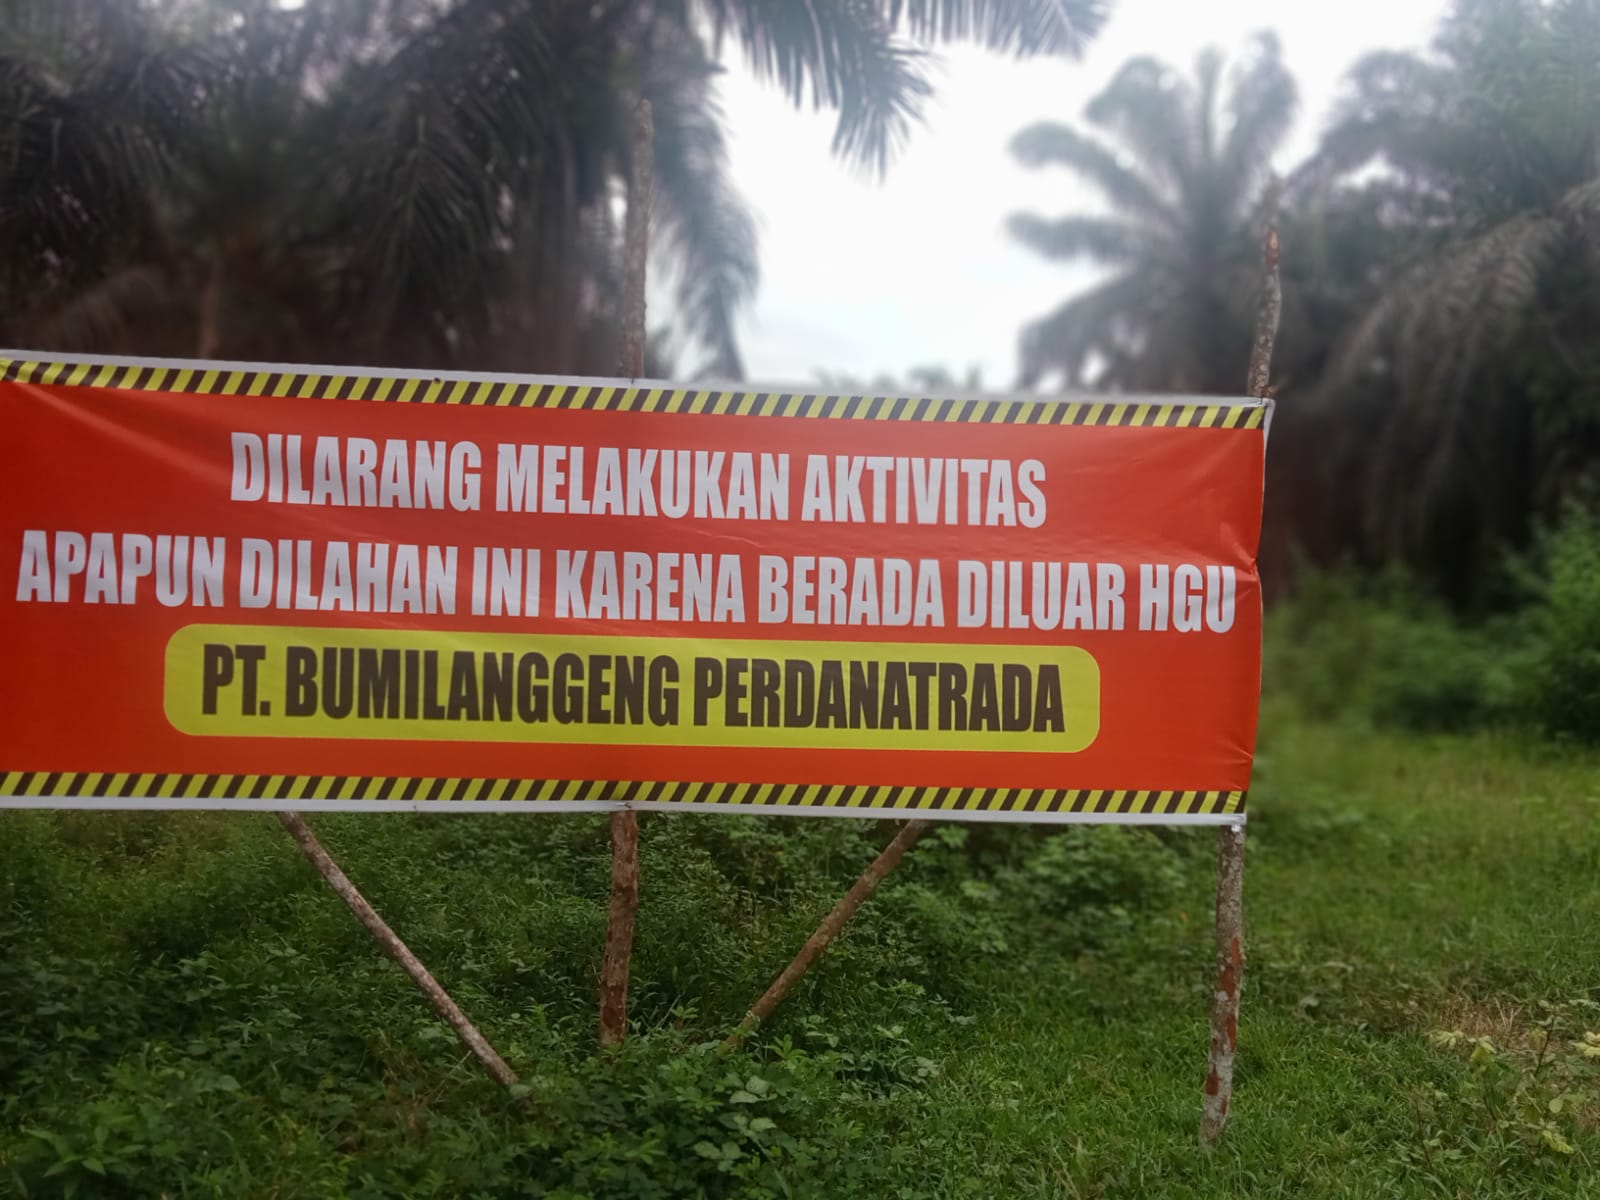 DILARANG MELAKUKAN AKTIVITAS
APAPUN DILAHAN INI KARENA BERADA DILUAR HGU
PT. BUMILANGGENG PERDANATRADA